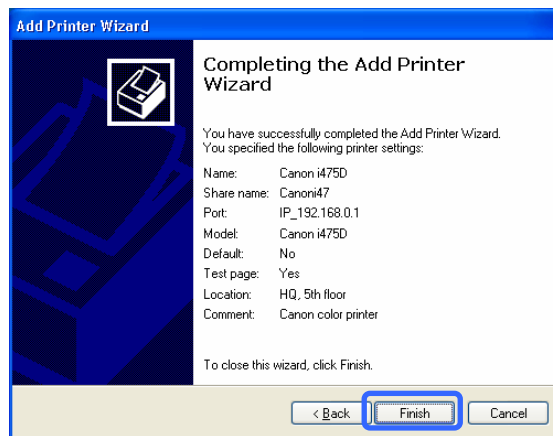 Add Printer Wizard
Completing the Add Printer
Wizard
You have successfully completed the Add Printer Wizard.
You specified the following printer settings:
Name: Canon i475D
Share name: Canoni47
Port: IP_192.168.0.1
Model: Canon i475D
Default: No
Test page: Yes
Location: HQ, 5th floor
Comment: Canon color printer
To close this wizard, click Finish.
< Back Finish Cancel